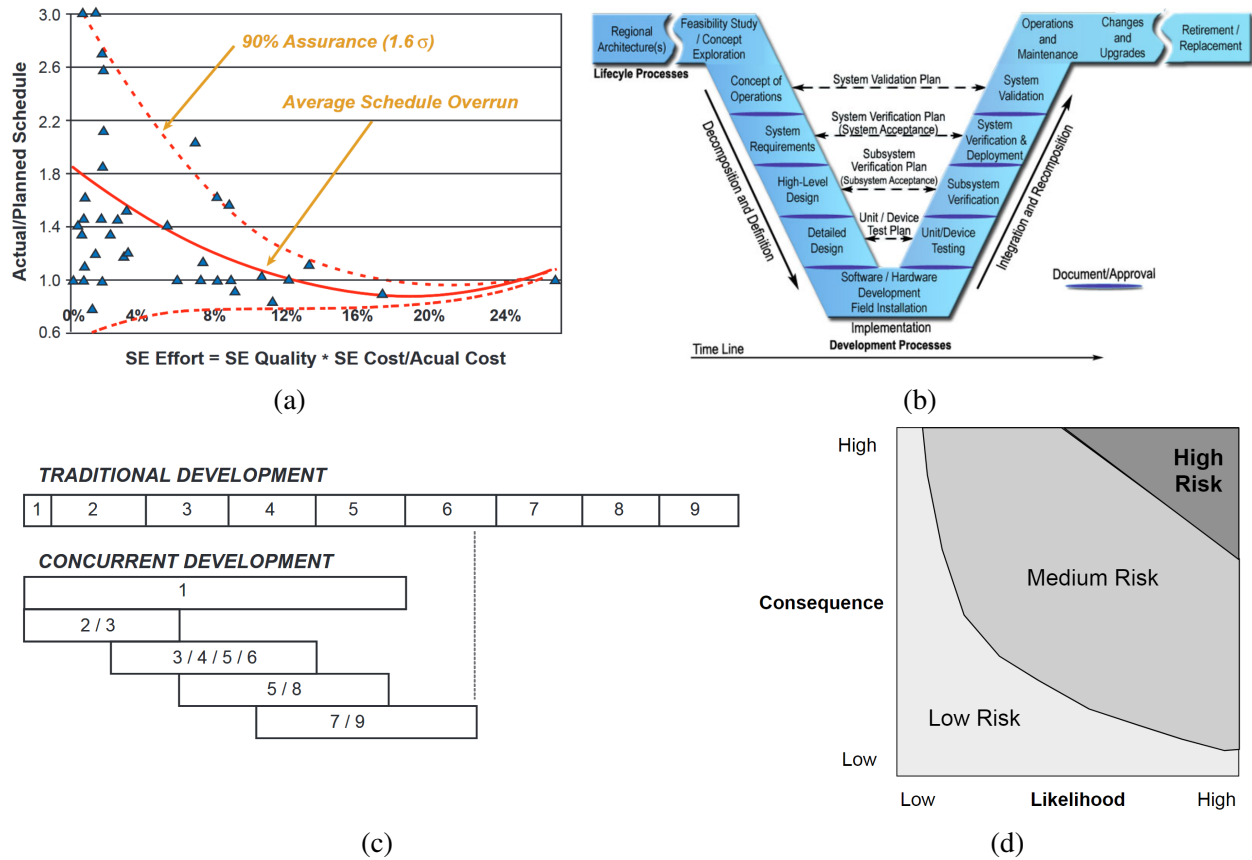 3.0
2.6
2.2
1.8
1.4
1.0
0.6
Actual/Planned Schedule
90% Assurance (1.6 σ)
Average Schedule Overrun
0%
4%
8%
12%
16%
20%
24%
SE Effort = SE Quality * SE Cost/Acual Cost
(a)
Regional
Architecture(s)
Feasibility Study
/ Concept
Exploration
Operations
and
Maintenance
Changes
and
Upgrades
Retirement /
Replacement
Lifecyle Processes
Concept of
Operations
System Validation Plan
System
Validation
System
Requirements
System Verification Plan
(System Acceptance)
System
Verification &
Deployment
High-Level
Design
Subsystem
Verification Plan
(Subsystem Acceptance)
Subsystem
Verification
Detailed
Design
Unit / Device
Test Plan
Unit/Device
Testing
Decomposition and Definition
Integration and Recomposition
Software / Hardware
Development
Field Installation
Document/Approval
Implementation
Time Line
Development Processes
(b)
TRADITIONAL DEVELOPMENT
1 2 3 4 5 6 7 8 9
CONCURRENT DEVELOPMENT
1
2 / 3
3 / 4 / 5 / 6
5 / 8
7 / 9
(c)
High
High
Risk
Medium Risk
Consequence
Low Risk
Low
Low Likelihood High
(d)